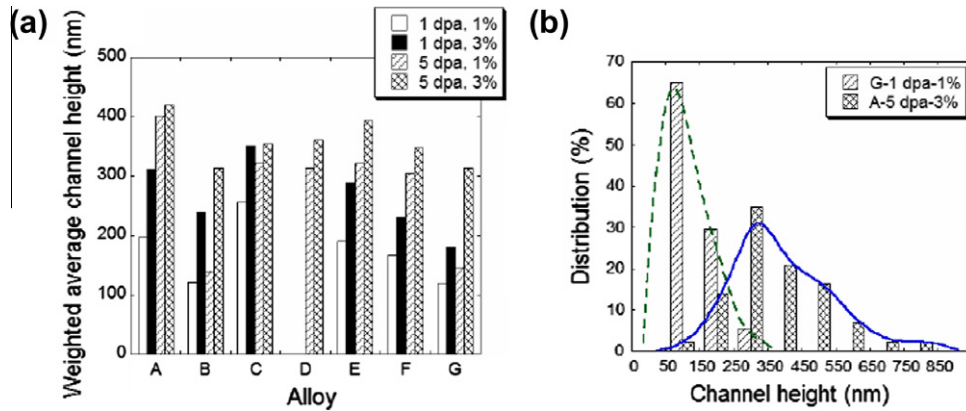 (a)
1 dpa, 1%
1 dpa, 3%
5 dpa, 1%
5 dpa, 3%
Weighted average channel height (nm)
500
400
300
200
100
0
A B C D E F G
Alloy
(b)
G-1 dpa-1%
A-5 dpa-3%
Distribution (%)
70
60
50
40
30
20
10
0
0 50 150 250 350 450 550 650 750 850
Channel height (nm)